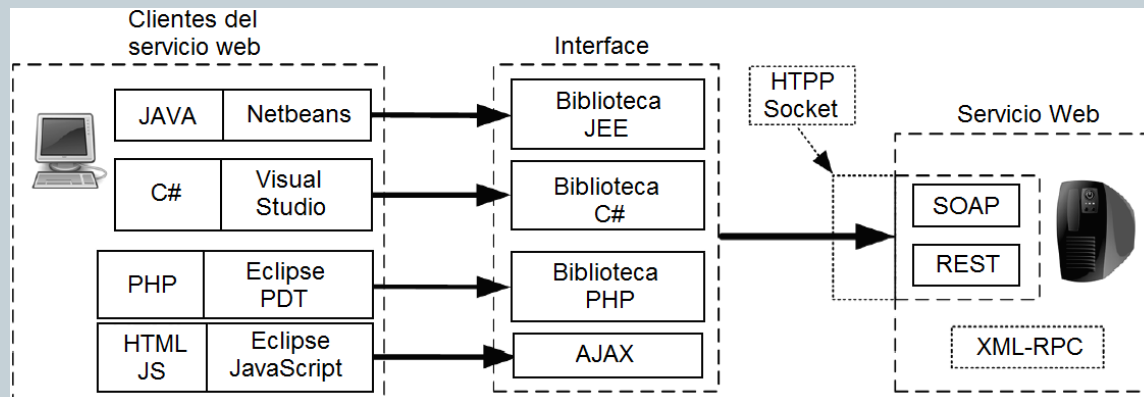 Clientes del
servicio web
JAVA
Netbeans
C#
Visual
Studio
PHP
Eclipse
PDT
HTML
JS
Eclipse
JavaScript
Interface
Biblioteca
JEE
Biblioteca
C#
Biblioteca
PHP
AJAX
HTPP
Socket
Servicio Web
SOAP
REST
XML-RPC